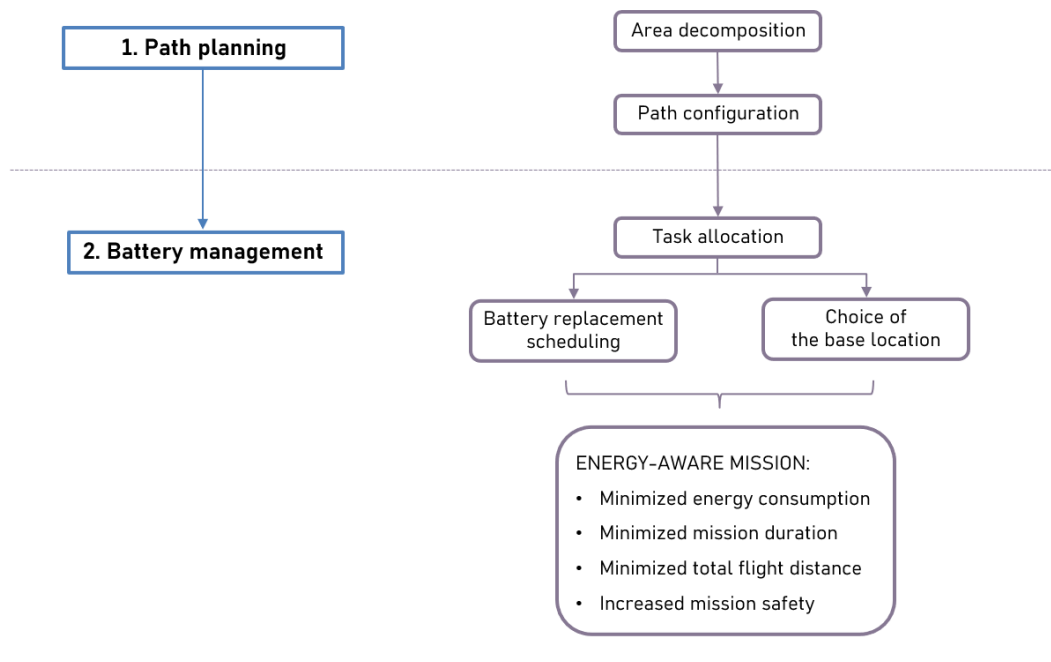 1. Path planning
Area decomposition
Path configuration
2. Battery management
Task allocation
Battery replacement
scheduling
Choice of
the base location
ENERGY-AWARE MISSION:
• Minimized energy consumption
• Minimized mission duration
• Minimized total flight distance
• Increased mission safety